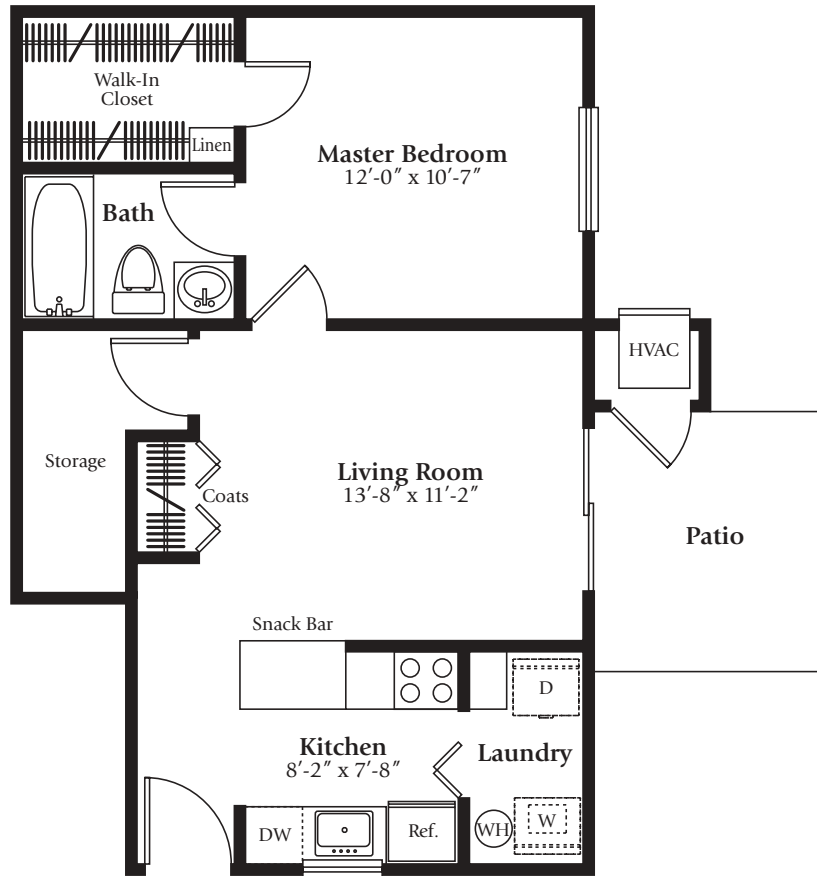 Walk-In
Closet
Linen
Master Bedroom
12′-0″ x 10′-7″
Bath
HVAC
Storage
Coats
Living Room
13′-8″ x 11′-2″
Patio
Snack Bar
D
Kitchen
8′-2″ x 7′-8″
Laundry
DW
Ref.
WH
W